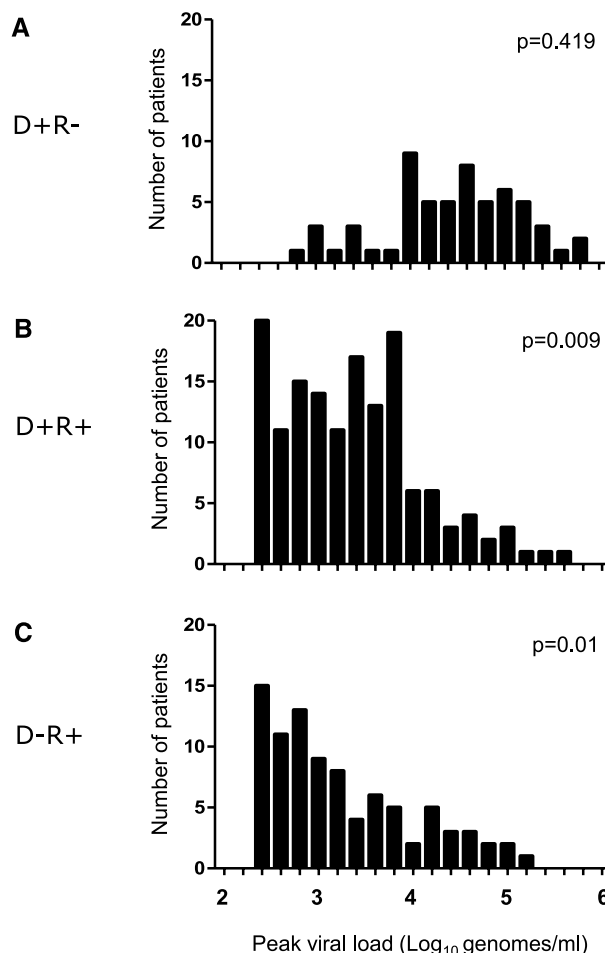 A
D+R-
Number of patients
20
15
10
5
0
p=0.419
B
D+R+
Number of patients
20
15
10
5
0
p=0.009
C
D-R+
Number of patients
20
15
10
5
0
p=0.01
2 3 4 5 6
Peak viral load (Log10 genomes/ml)